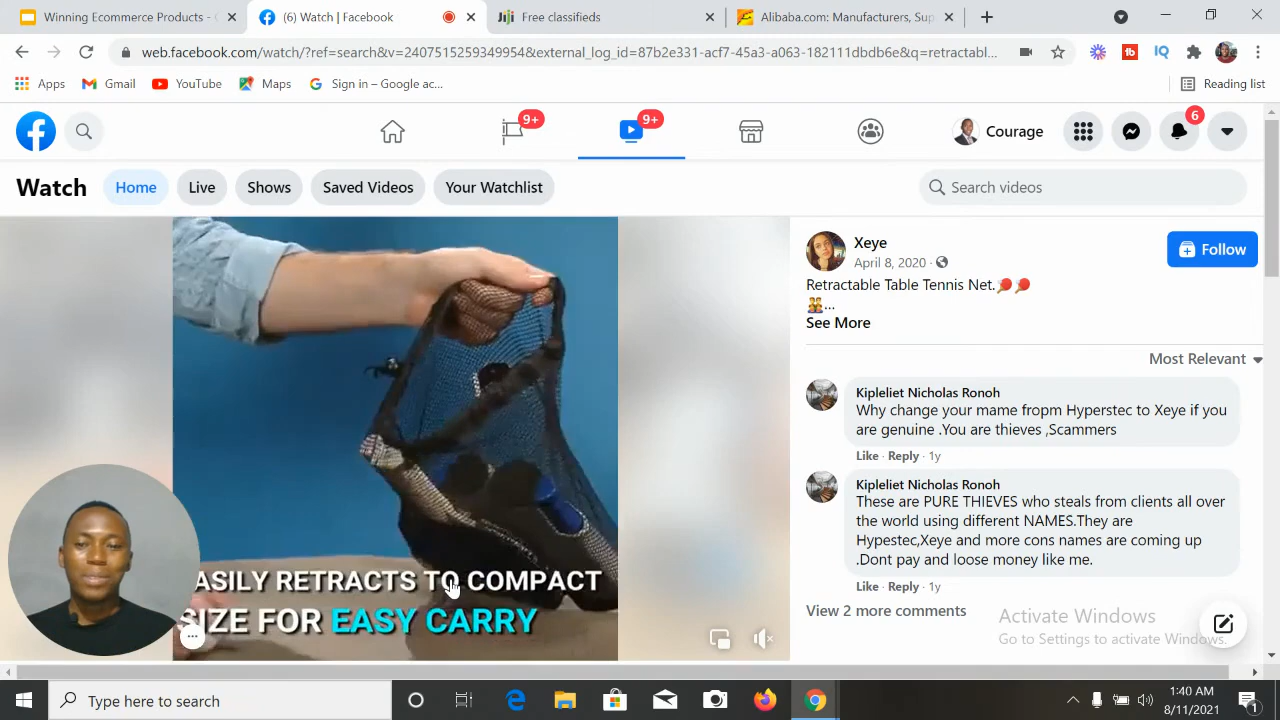 Winning Ecommerce Products -
(6) Watch | Facebook
Jiji Free classifieds
Alibaba.com: Manufacturers, Sup
web.facebook.com/watch/?ref=search&v=240751525934995​4&external_log_id=87b2e331-acf7-45a3-a063-182111dbdb6e&q=retractabl...
Apps
Gmail
YouTube
Maps
Sign in – Google ac...
Reading list
9+
9+
Courage
6
Watch
Home
Live
Shows
Saved Videos
Your Watchlist
Search videos
ASILY RETRACTS TO COMPACT
SIZE FOR EASY CARRY
Xeye
April 8, 2020 ·
Follow
Retractable Table Tennis Net.🏓🏓
👯...
See More
Most Relevant
Kipleliet Nicholas Ronoh
Why change your mame fropm Hyperstec to Xeye if you
are genuine .You are thieves ,Scammers
Like · Reply · 1y
Kipleliet Nicholas Ronoh
These are PURE THIEVES who steals from clients all over
the world using different NAMES.They are
Hypestec,Xeye and more cons names are coming up
.Dont pay and loose money like me.
Like · Reply · 1y
View 2 more comments
Activate Windows
Go to Settings to activate Windows.
Type here to search
1:40 AM
8/11/2021
1